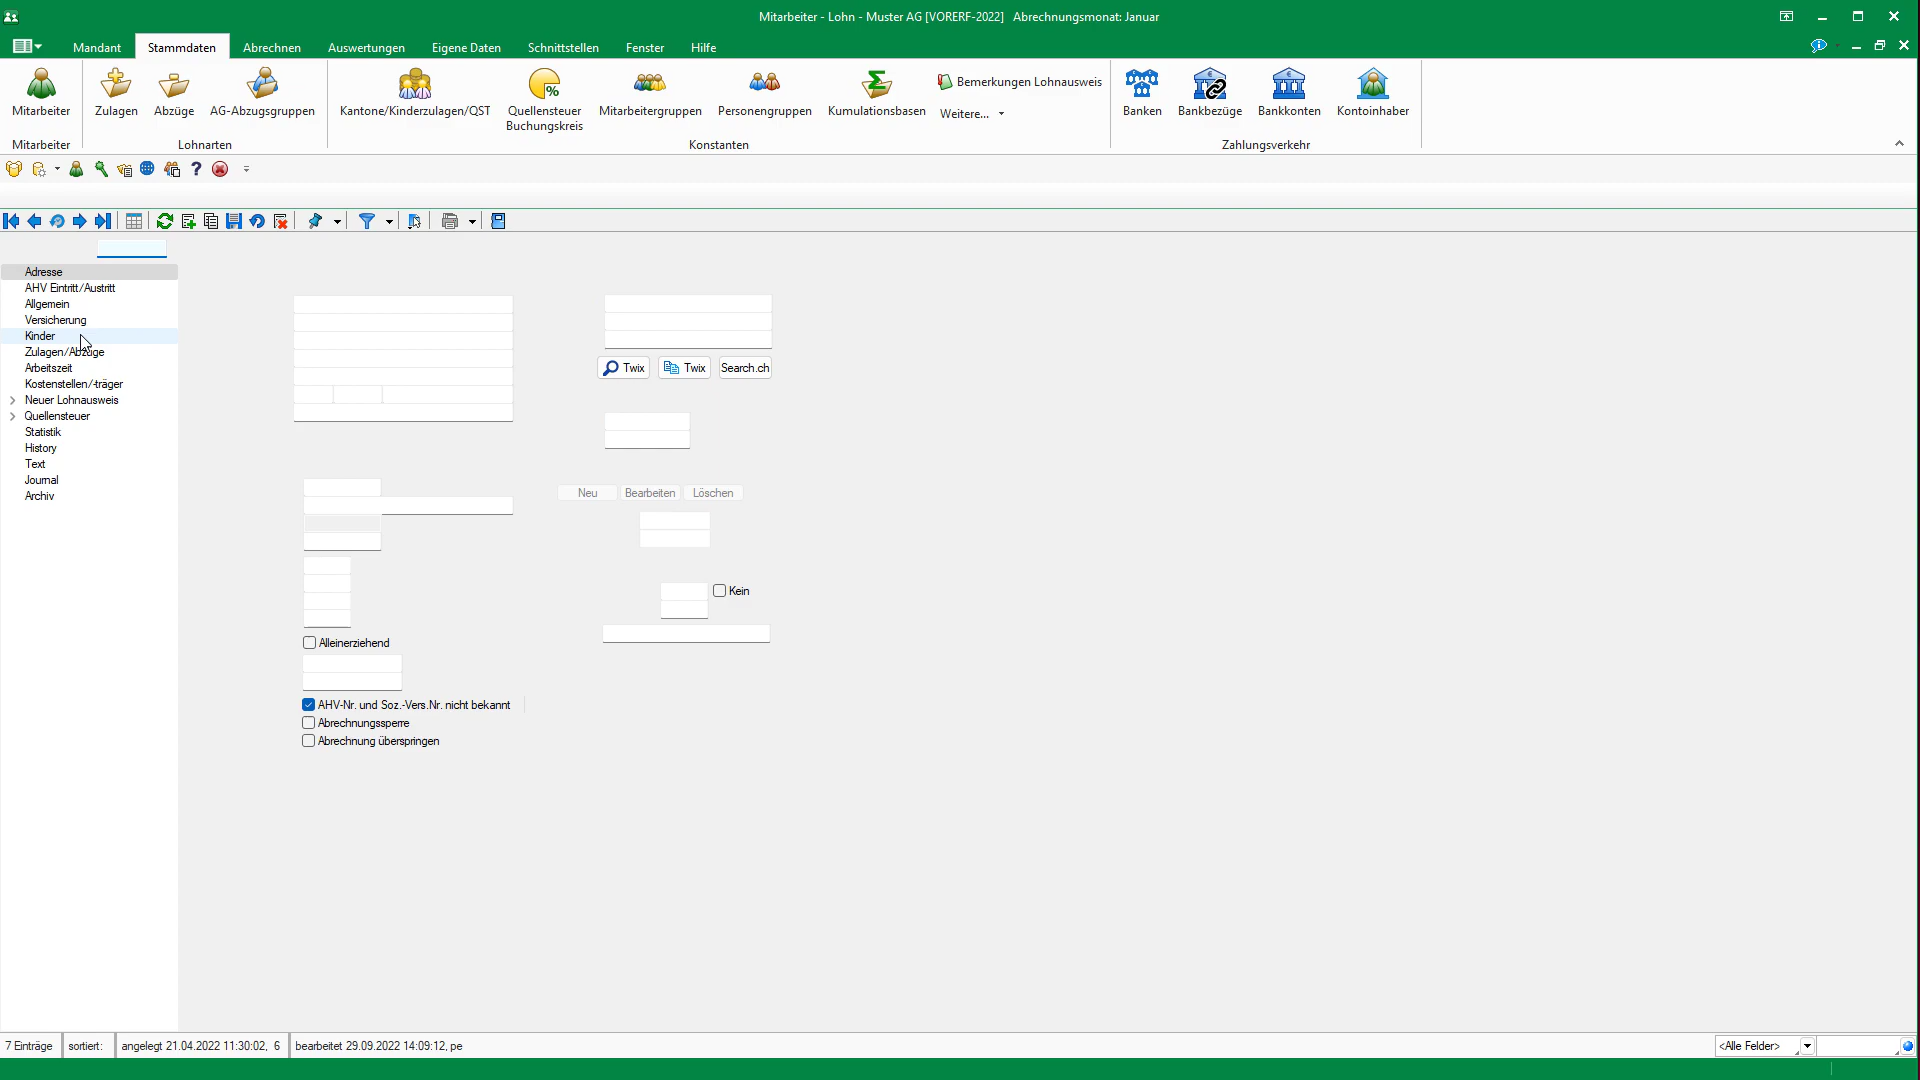 Mitarbeiter - Lohn - Muster AG [VORERF-2022]   Abrechnungsmonat: Januar
Mandant Stammdaten Abrechnen Auswertungen Eigene Daten Schnittstellen Fenster Hilfe
Mitarbeiter Zulagen Abzüge AG-Abzugsgruppen Kantone/Kinderzulagen/QST Quellensteuer Buchungskreis Mitarbeitergruppen Personengruppen Kumulationsbasen Bemerkungen Lohnausweis Weitere... Banken Bankbezüge Bankkonten Kontoinhaber
Mitarbeiter Lohnarten Konstanten Zahlungsverkehr
Adresse
AHV Eintritt/Austritt
Allgemein
Versicherung
Kinder
Zulagen/Abzüge
Arbeitszeit
Kostenstellen/-träger
Neuer Lohnausweis
Quellensteuer
Statistik
History
Text
Journal
Archiv
Twix Twix Search.ch
Neu Bearbeiten Löschen
Kein
Alleinerziehend
AHV-Nr. und Soz.-Vers.Nr. nicht bekannt
Abrechnungssperre
Abrechnung überspringen
7 Einträge sortiert: angelegt 21.04.2022 11:30:02, 6 bearbeitet 29.09.2022 14:09:12, pe <Alle Felder>